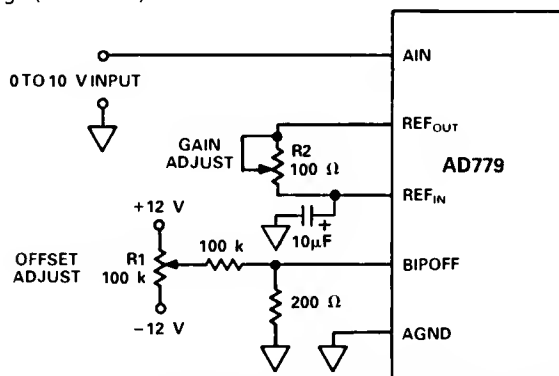 AIN
0 TO 10 V INPUT
REFOUT
GAIN
ADJUST
R2
100 Ω
AD779
REFIN
+
10μF
+12 V
OFFSET
ADJUST
R1
100 k
100 k
BIPOFF
200 Ω
−12 V
AGND